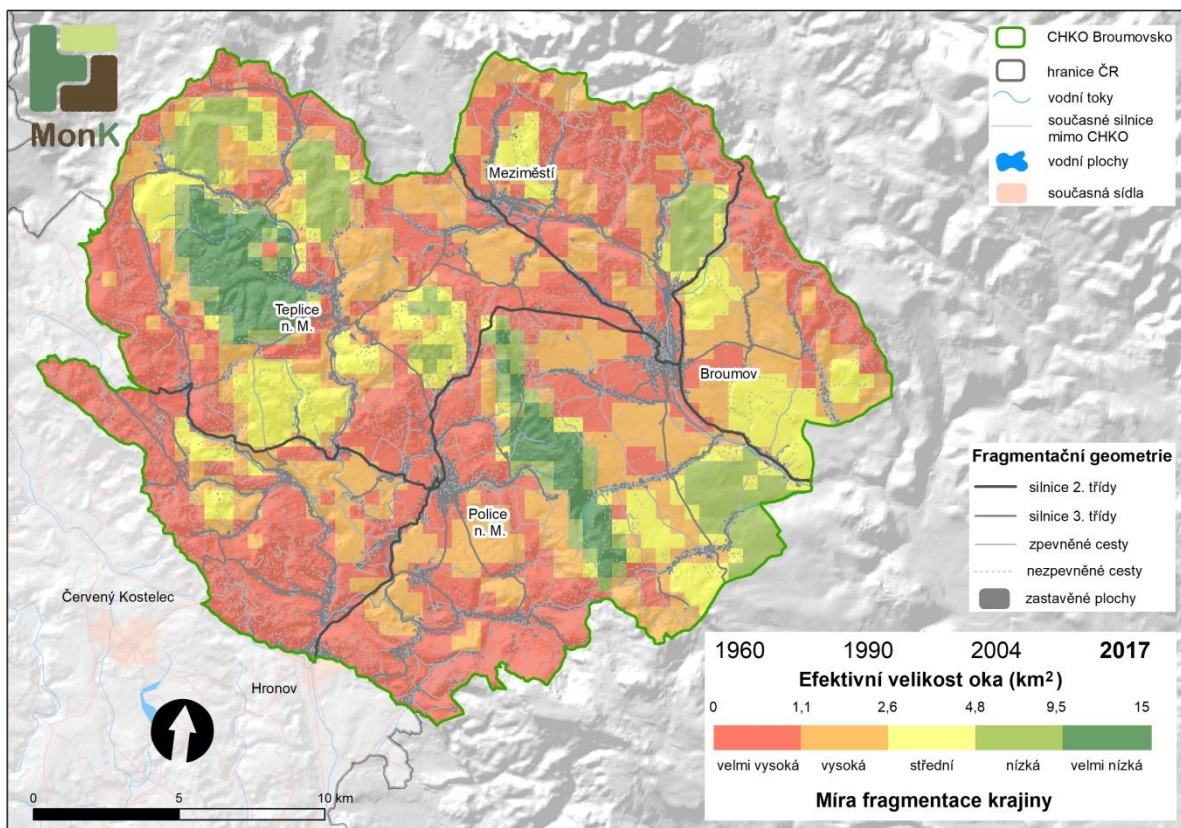 MonK
CHKO Broumovsko
hranice ČR
vodní toky
současné silnice
mimo CHKO
vodní plochy
současná sídla
Meziměstí
Teplice
n. M.
Broumov
Police
n. M.
Červený Kostelec
Hronov
0 5 10 km
Fragmentační geometrie
silnice 2. třídy
silnice 3. třídy
zpevněné cesty
nezpevněné cesty
zastavěné plochy
1960 1990 2004 2017
Efektivní velikost oka (km²)
0 1,1 2,6 4,8 9,5 15
velmi vysoká vysoká střední nízká velmi nízká
Míra fragmentace krajiny